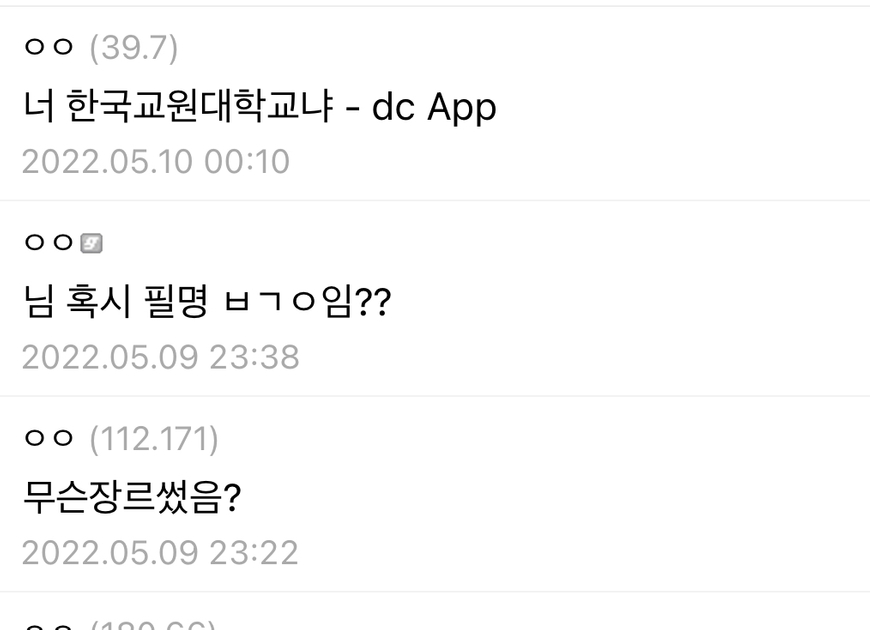 ㅇㅇ (39.7)
너 한국교원대학교냐 - dc App
2022.05.10 00:10
ㅇㅇ
님 혹시 필명 ㅂㄱㅇ임??
2022.05.09 23:38
ㅇㅇ (112.171)
무슨장르썼음?
2022.05.09 23:22